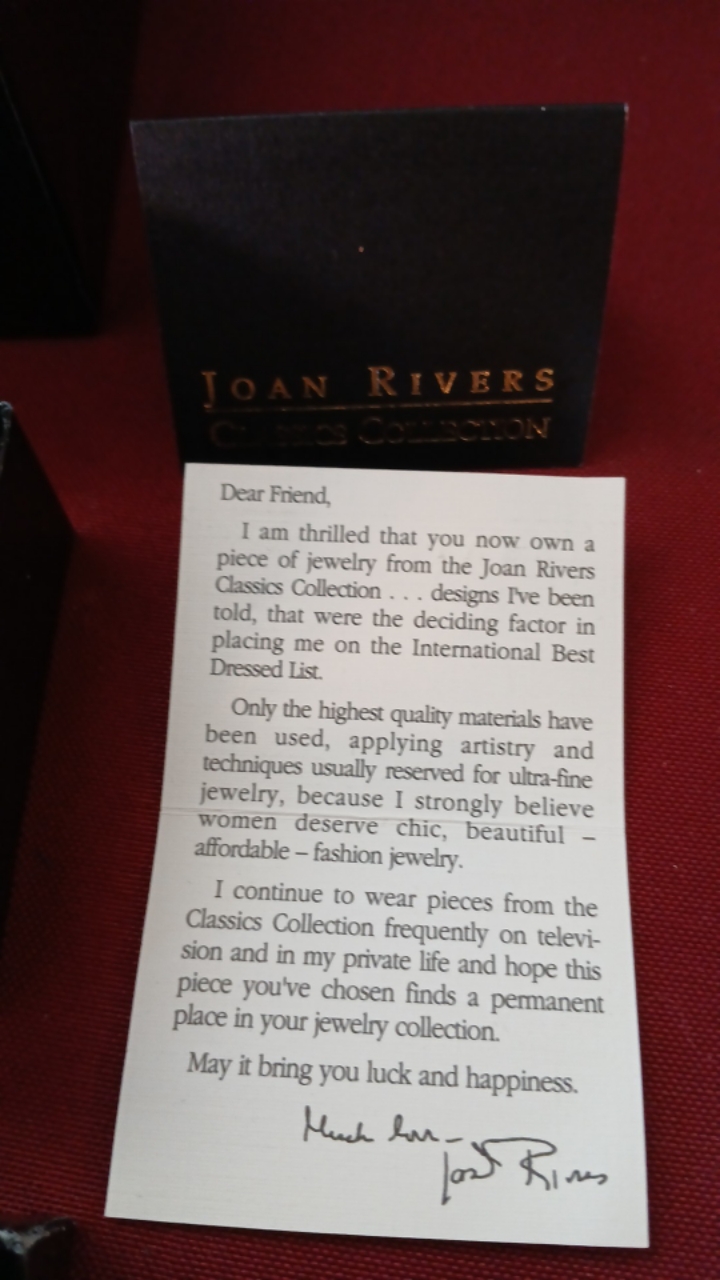 JOAN RIVERS
CLASSICS COLLECTION
Dear Friend,
I am thrilled that you now own a
piece of jewelry from the Joan Rivers
Classics Collection . . . designs I've been
told, that were the deciding factor in
placing me on the International Best
Dressed List.
Only the highest quality materials have
been used, applying artistry and
techniques usually reserved for ultra-fine
jewelry, because I strongly believe
women deserve chic, beautiful –
affordable – fashion jewelry.
I continue to wear pieces from the
Classics Collection frequently on televi-
sion and in my private life and hope this
piece you've chosen finds a permanent
place in your jewelry collection.
May it bring you luck and happiness.
Much love –
Joan Rivers